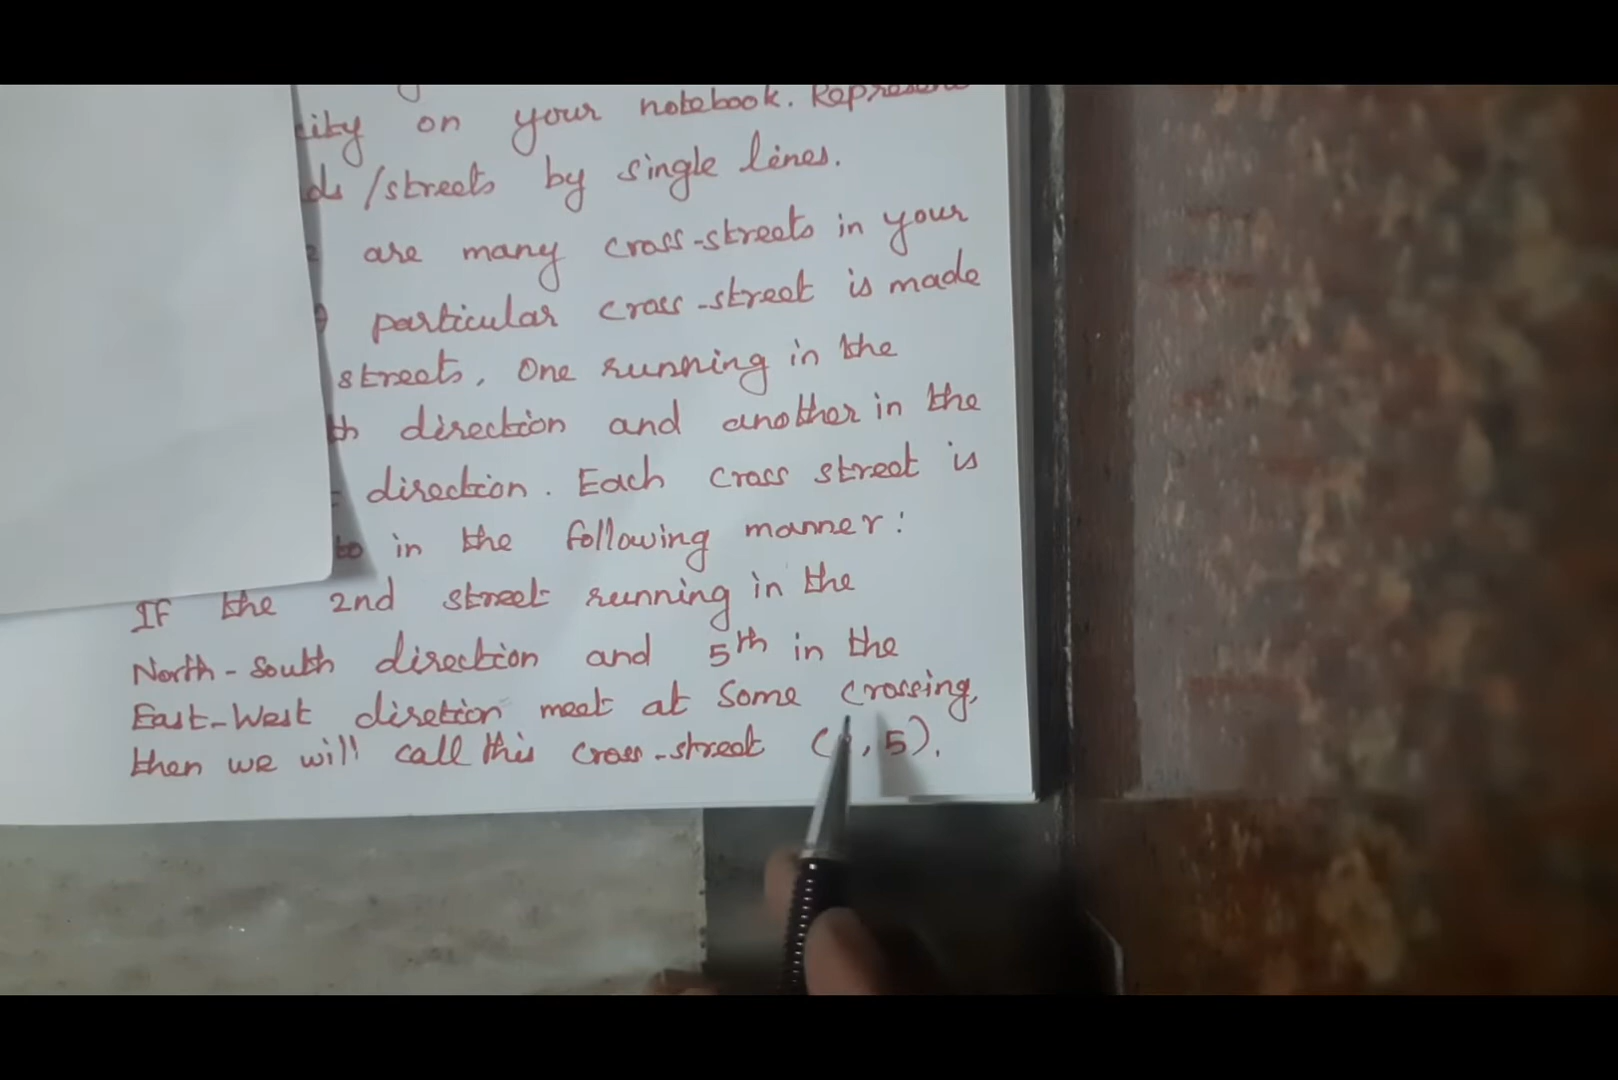 city on your notebook. Represent
/streets by single lines.
are many cross-streets in your
particular cross-street is made
streets. One running in the
th direction and another in the
direction. Each cross street is
to in the following manner:
IF the 2nd street running in the
North-South direction and 5th in the
East-West diretion meet at some crossing,
then we will call this cross-street ( , 5).